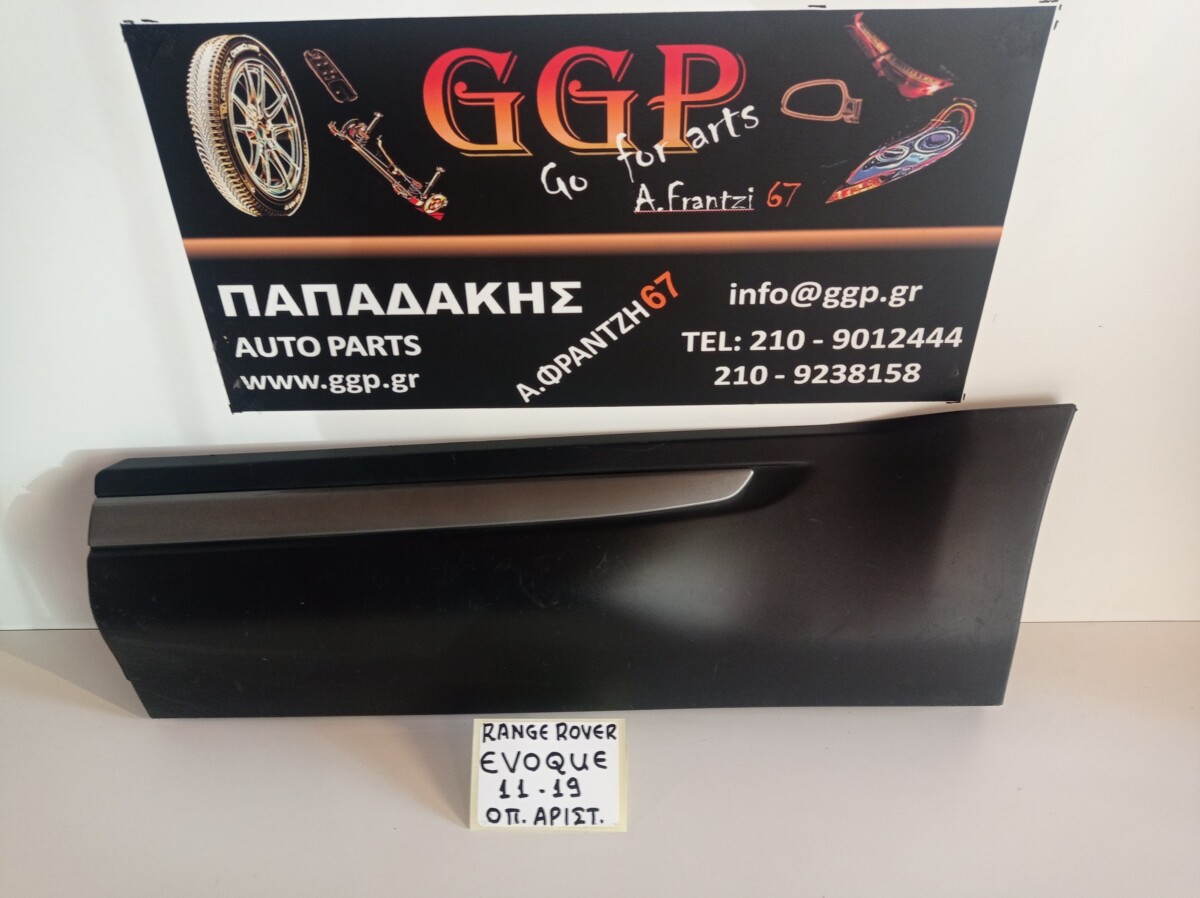 GGP
Go for arts
A.Frantzi 67
ΠΑΠΑΔΑΚΗΣ
AUTO PARTS
www.ggp.gr
Α.ΦΡΑΝΤΖΗ 67
info@ggp.gr
TEL: 210 - 9012444
210 - 9238158
RANGE ROVER
EVOQUE
11-19
ΟΠ. ΑΡΙΣΤ.